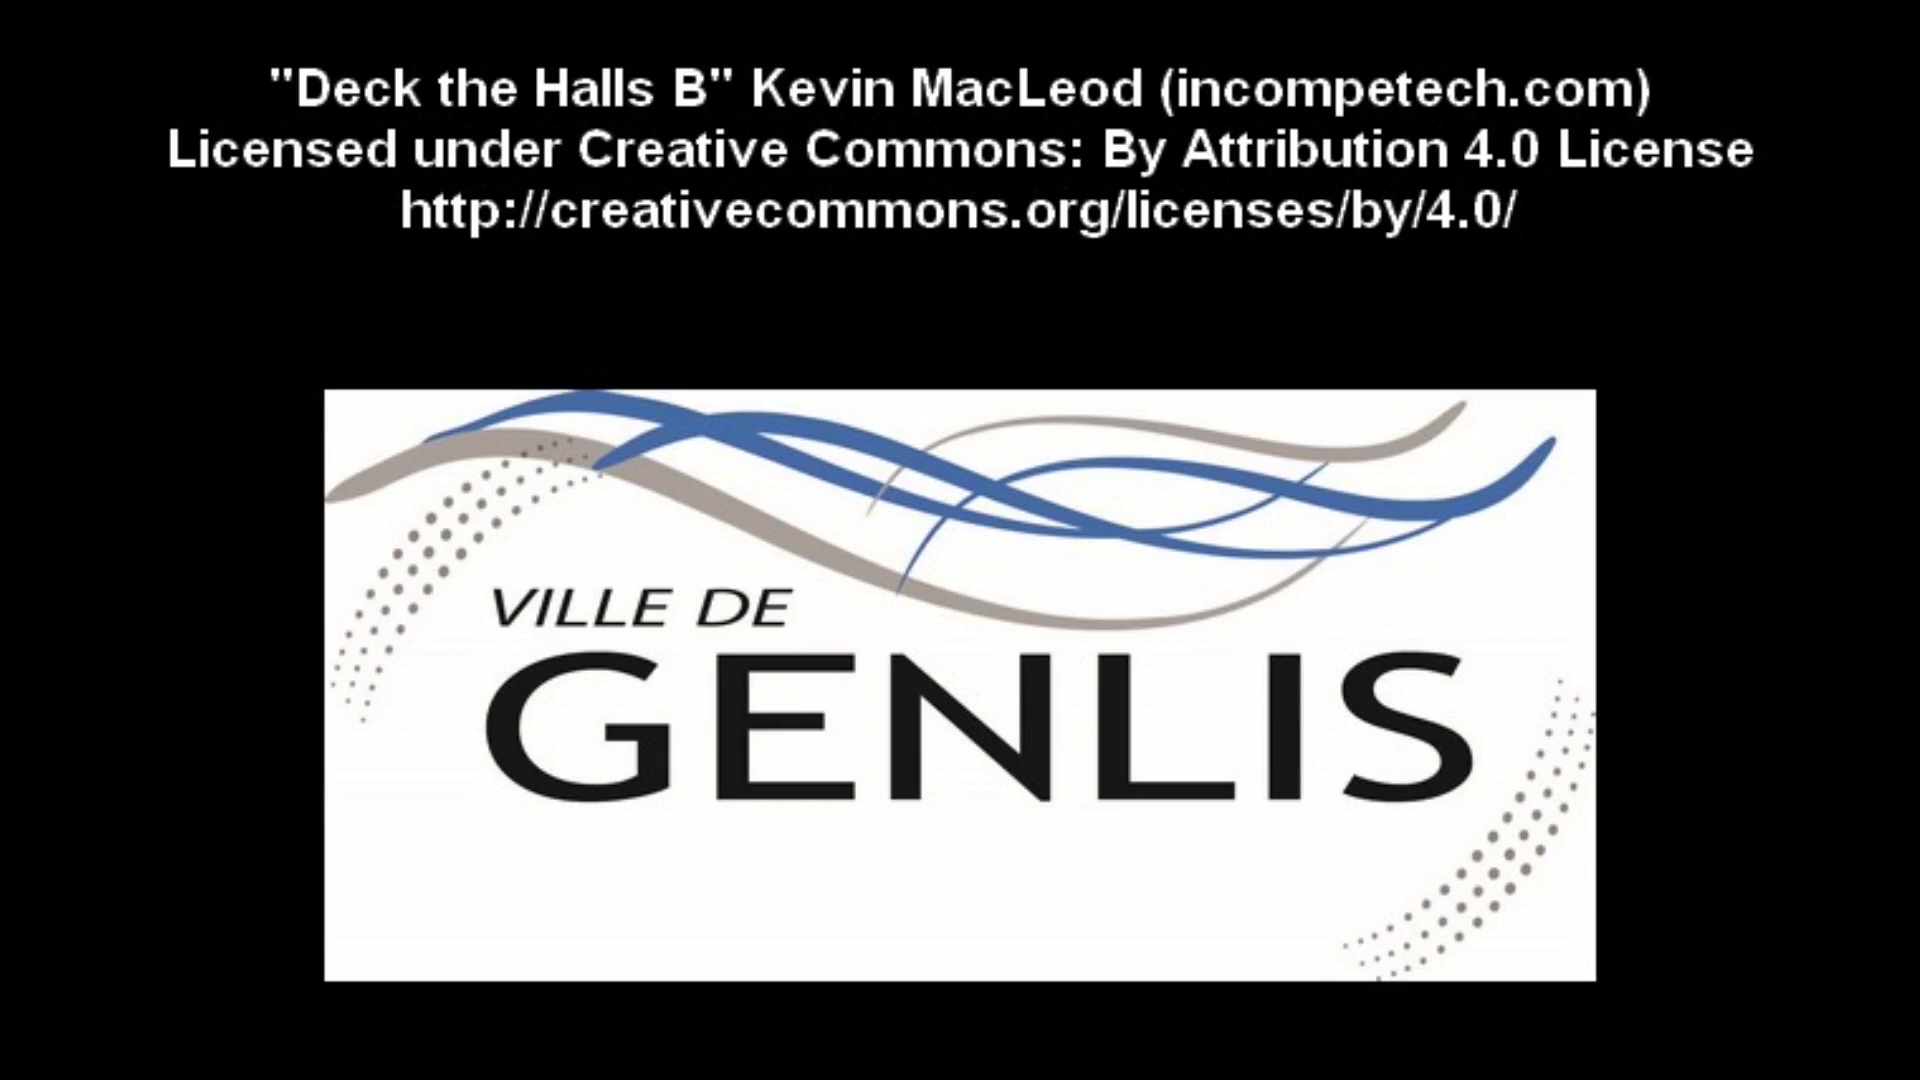 "Deck the Halls B" Kevin MacLeod (incompetech.com)
Licensed under Creative Commons: By Attribution 4.0 License
http://creativecommons.org/licenses/by/4.0/
VILLE DE
GENLIS